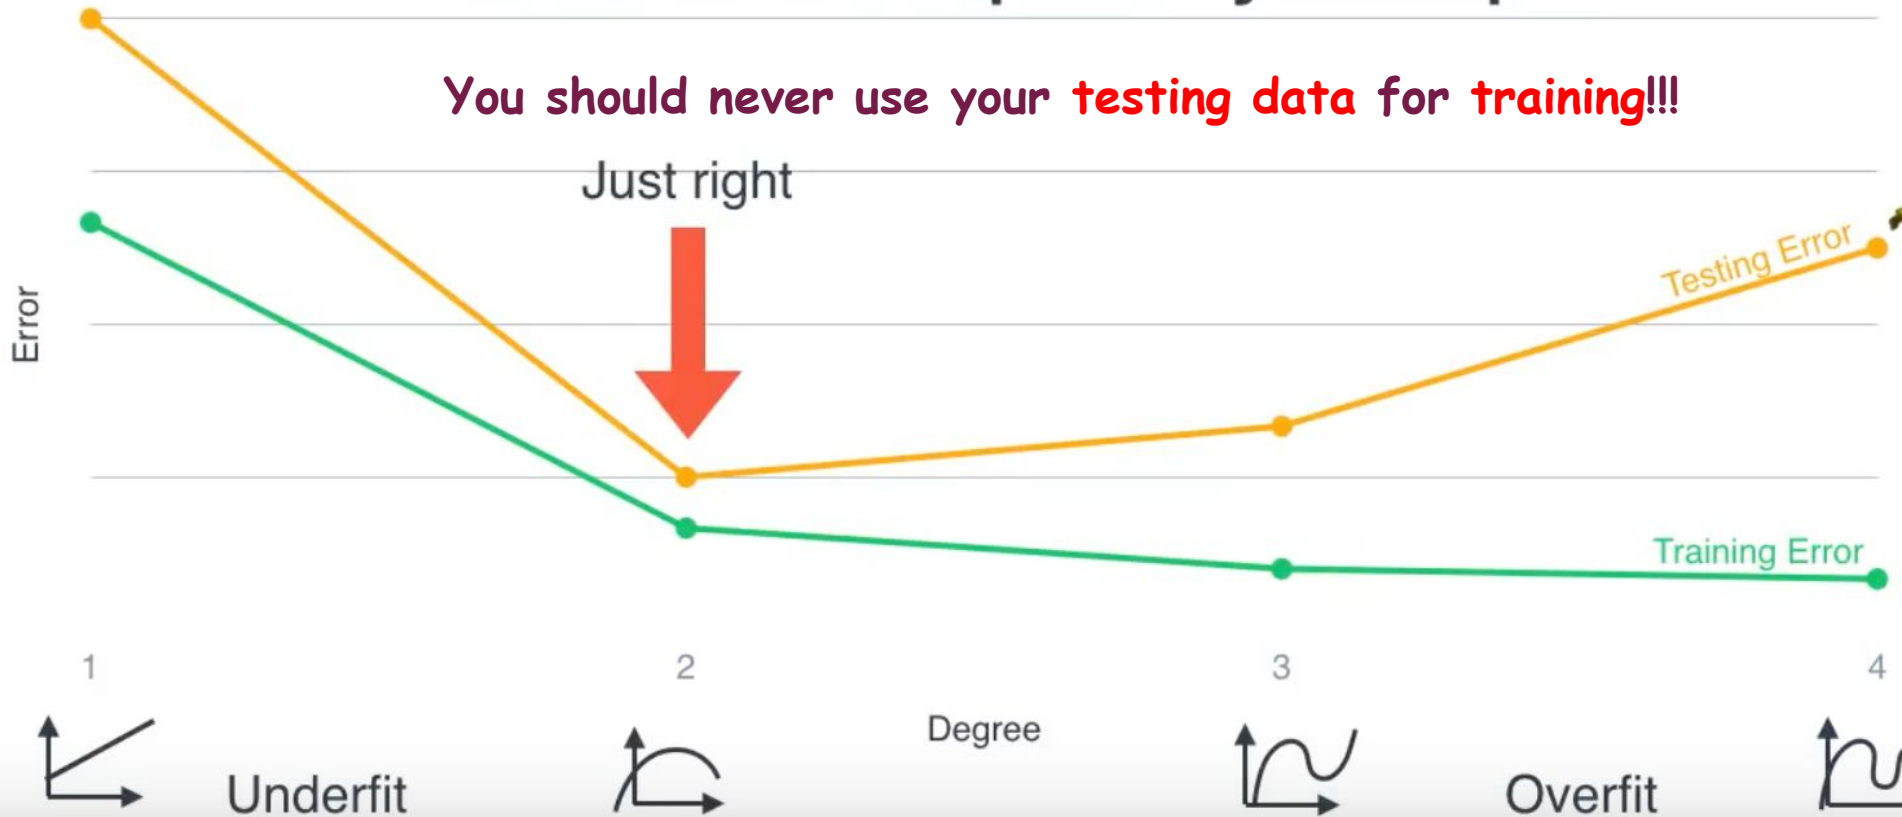 You should never use your testing data for training!!!
Just right
Testing Error
Error
Training Error
1 2 3 4
Degree
Underfit Overfit